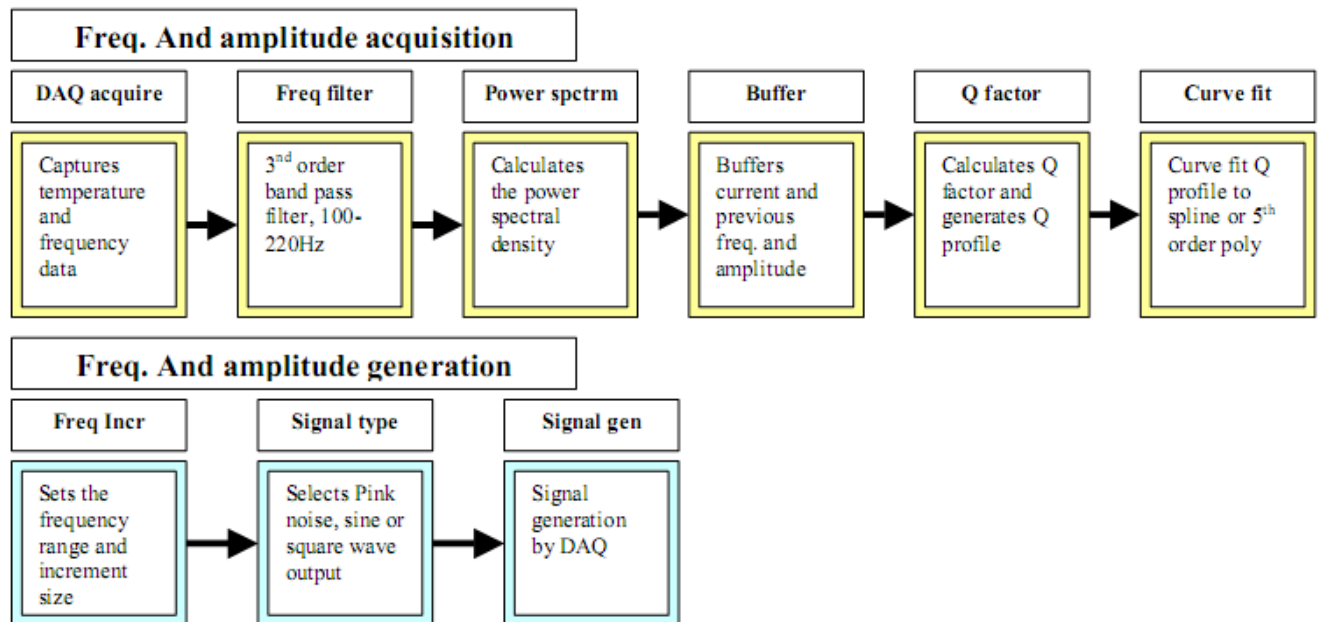 Freq. And amplitude acquisition
DAQ acquire
Captures
temperature
and
frequency
data
Freq filter
3nd order
band pass
filter, 100-
220Hz
Power spctrm
Calculates
the power
spectral
density
Buffer
Buffers
current and
previous
freq. and
amplitude
Q factor
Calculates Q
factor and
generates Q
profile
Curve fit
Curve fit Q
profile to
spline or 5th
order poly
Freq. And amplitude generation
Freq Incr
Sets the
frequency
range and
increment
size
Signal type
Selects Pink
noise, sine or
square wave
output
Signal gen
Signal
generation
by DAQ